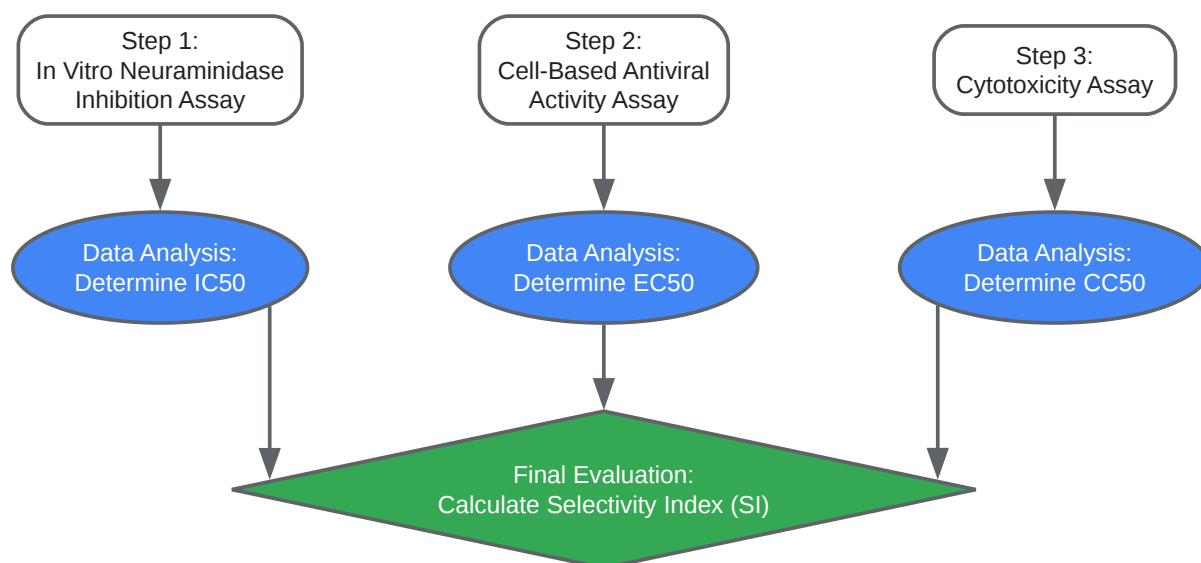 Step 1:
In Vitro Neuraminidase
Inhibition Assay
Step 2:
Cell-Based Antiviral
Activity Assay
Step 3:
Cytotoxicity Assay
Data Analysis:
Determine IC50
Data Analysis:
Determine EC50
Data Analysis:
Determine CC50
Final Evaluation:
Calculate Selectivity Index (SI)